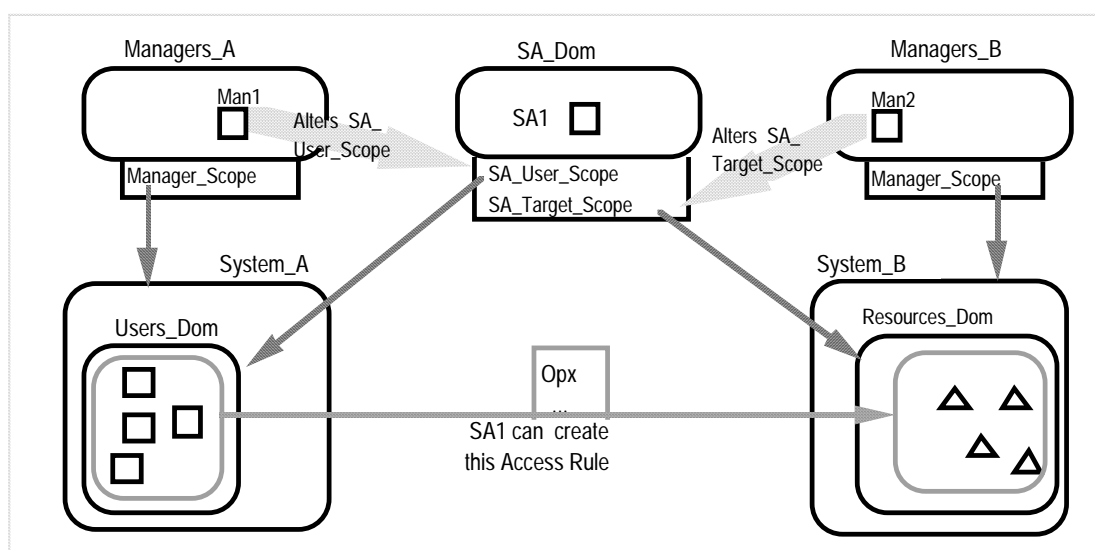 Managers_A
SA_Dom
Managers_B
Man1
SA1
Man2
Alters SA_
User_Scope
Alters SA_
Target_Scope
Manager_Scope
SA_User_Scope
SA_Target_Scope
Manager_Scope
System_A
System_B
Users_Dom
Resources_Dom
Opx
...
SA1 can create
this Access Rule